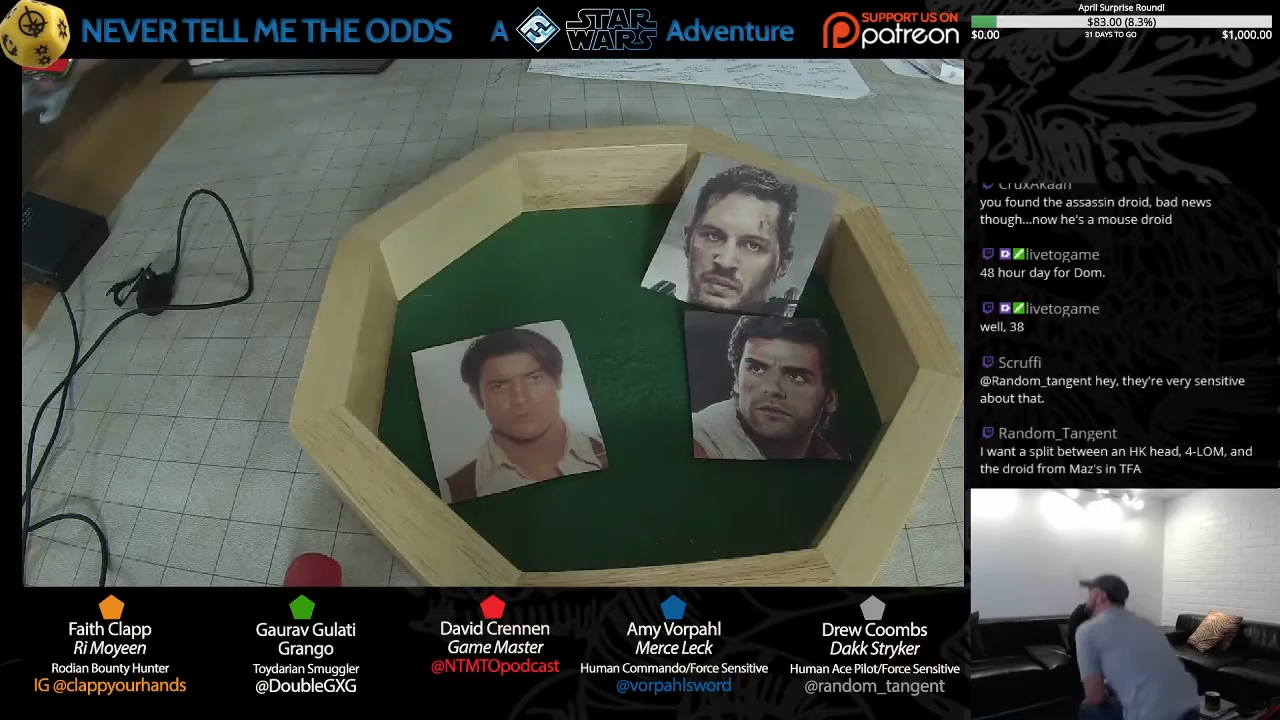 NEVER TELL ME THE ODDS
A STAR WARS Adventure
SUPPORT US ON
patreon
April Surprise Round!
$83.00 (8.3%)
$0.00 31 DAYS TO GO $1,000.00
CruxAkaan
you found the assassin droid, bad news
though...now he's a mouse droid
livetogame
48 hour day for Dom.
livetogame
well, 38
Scruffi
@Random_tangent hey, they're very sensitive
about that.
Random_Tangent
I want a split between an HK head, 4-LOM, and
the droid from Maz's in TFA
Faith Clapp
Ri Moyeen
Rodian Bounty Hunter
IG @clappyourhands
Gaurav Gulati
Grango
Toydarian Smuggler
@DoubleGXG
David Crennen
Game Master
@NTMTOpodcast
Amy Vorpahl
Merce Leck
Human Commando/Force Sensitive
@vorpahlsword
Drew Coombs
Dakk Stryker
Human Ace Pilot/Force Sensitive
@random_tangent